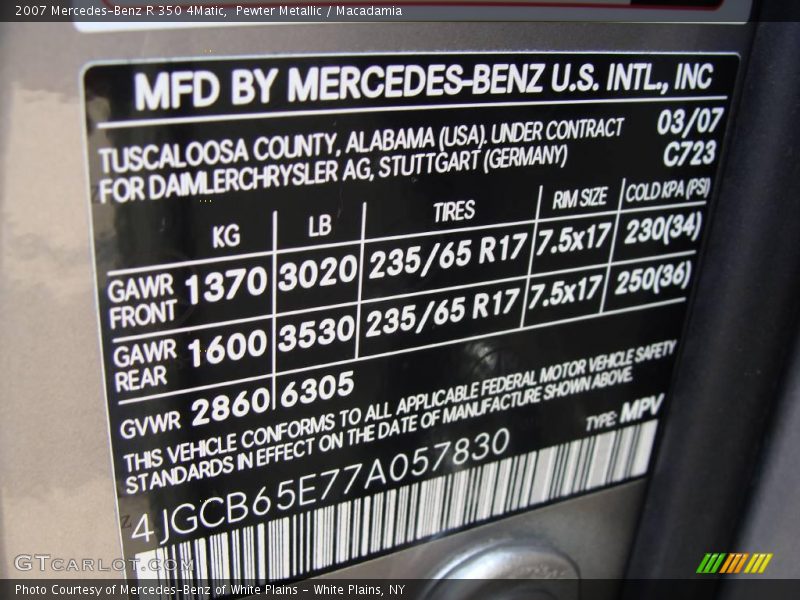 2007 Mercedes-Benz R 350 4Matic,  Pewter Metallic / Macadamia
MFD BY MERCEDES-BENZ U.S. INTL., INC
TUSCALOOSA COUNTY, ALABAMA (USA). UNDER CONTRACT 03/07
FOR DAIMLERCHRYSLER AG, STUTTGART (GERMANY) C723
KG LB TIRES RIM SIZE COLD KPA (PSI)
GAWR FRONT 1370 3020 235/65 R17 7.5x17 230(34)
GAWR REAR 1600 3530 235/65 R17 7.5x17 250(36)
GVWR 2860 6305
THIS VEHICLE CONFORMS TO ALL APPLICABLE FEDERAL MOTOR VEHICLE SAFETY
STANDARDS IN EFFECT ON THE DATE OF MANUFACTURE SHOWN ABOVE.
TYPE: MPV
4JGCB65E77A057830
GTCARLOT.COM
Photo Courtesy of Mercedes-Benz of White Plains - White Plains, NY